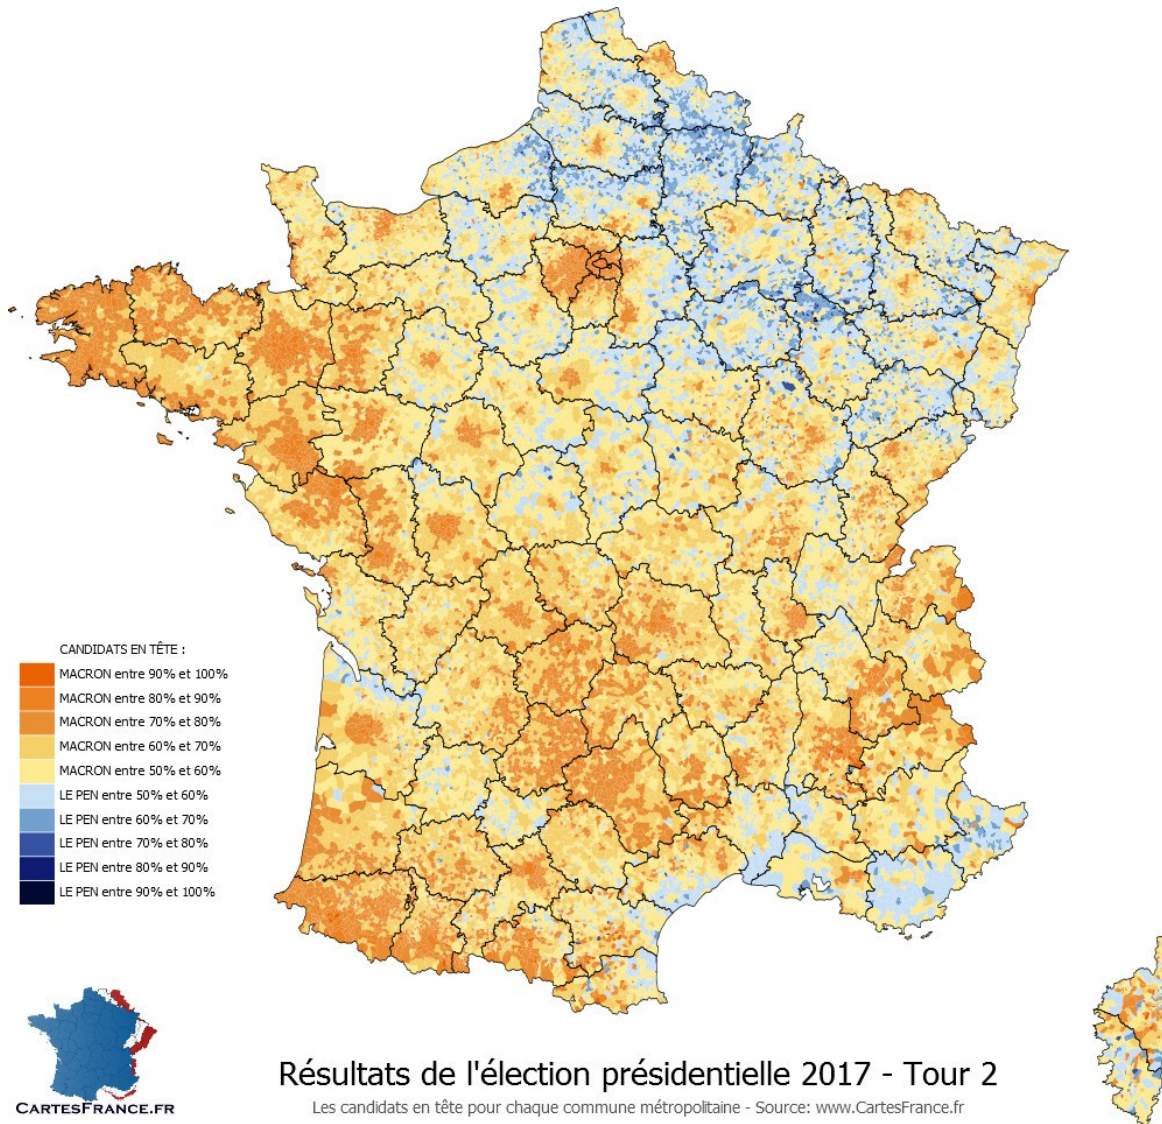 CANDIDATS EN TÊTE :
MACRON entre 90% et 100%
MACRON entre 80% et 90%
MACRON entre 70% et 80%
MACRON entre 60% et 70%
MACRON entre 50% et 60%
LE PEN entre 50% et 60%
LE PEN entre 60% et 70%
LE PEN entre 70% et 80%
LE PEN entre 80% et 90%
LE PEN entre 90% et 100%
CARTESFRANCE.FR
Résultats de l'élection présidentielle 2017 - Tour 2
Les candidats en tête pour chaque commune métropolitaine - Source: www.CartesFrance.fr